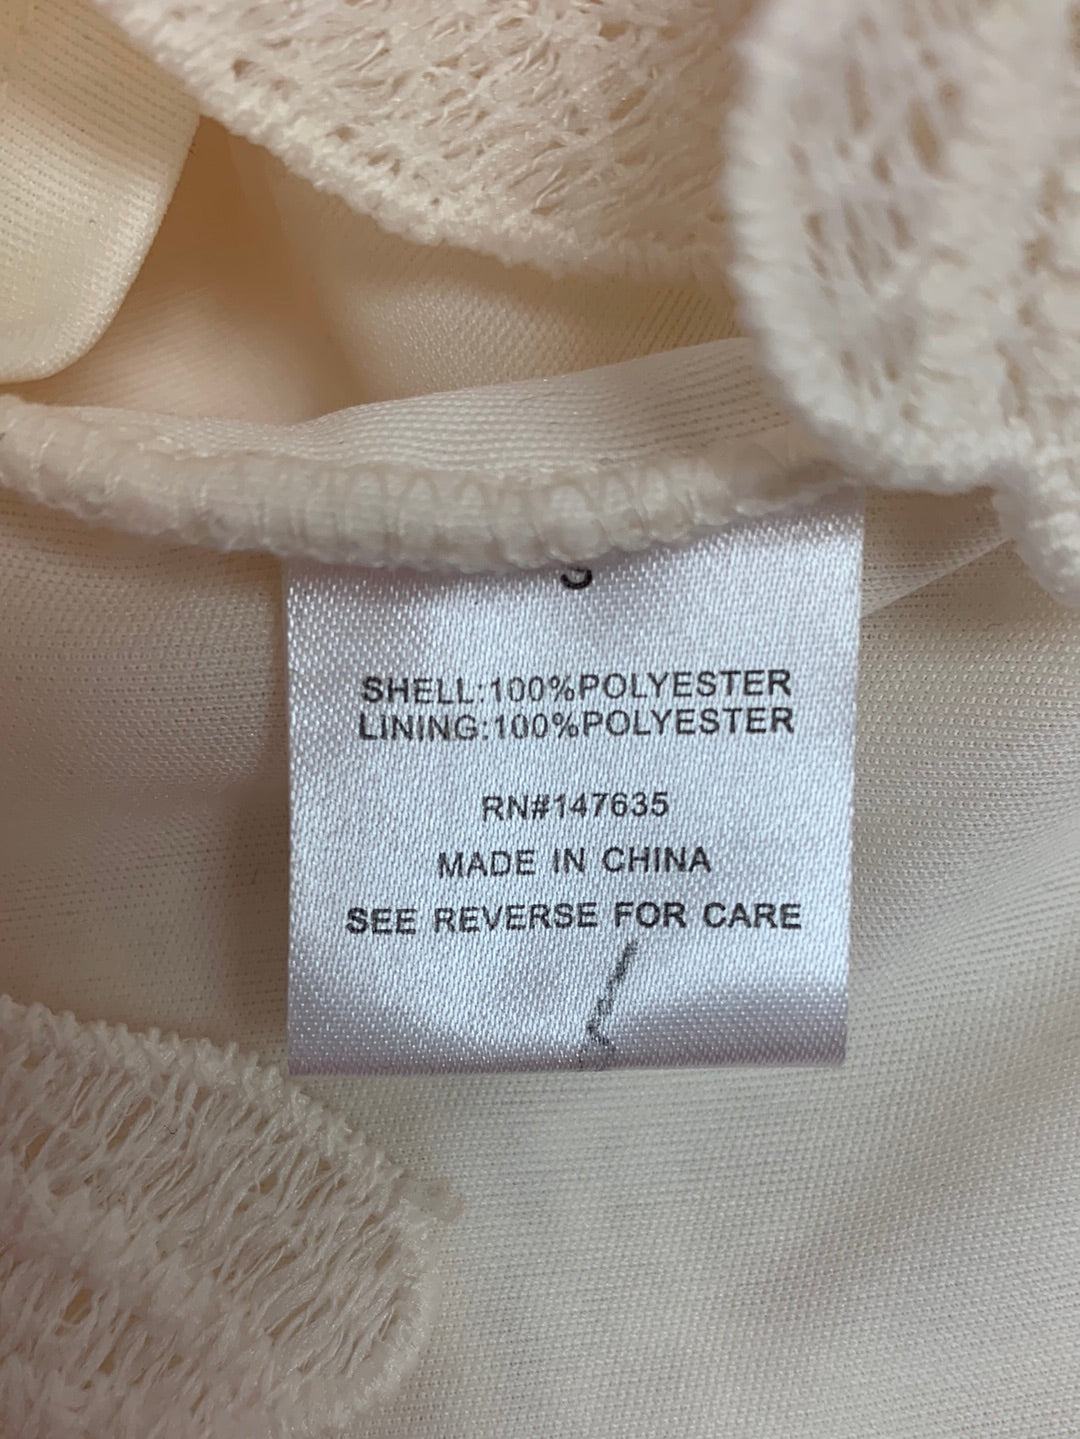 SHELL:100%POLYESTER
LINING:100%POLYESTER
RN#147635
MADE IN CHINA
SEE REVERSE FOR CARE